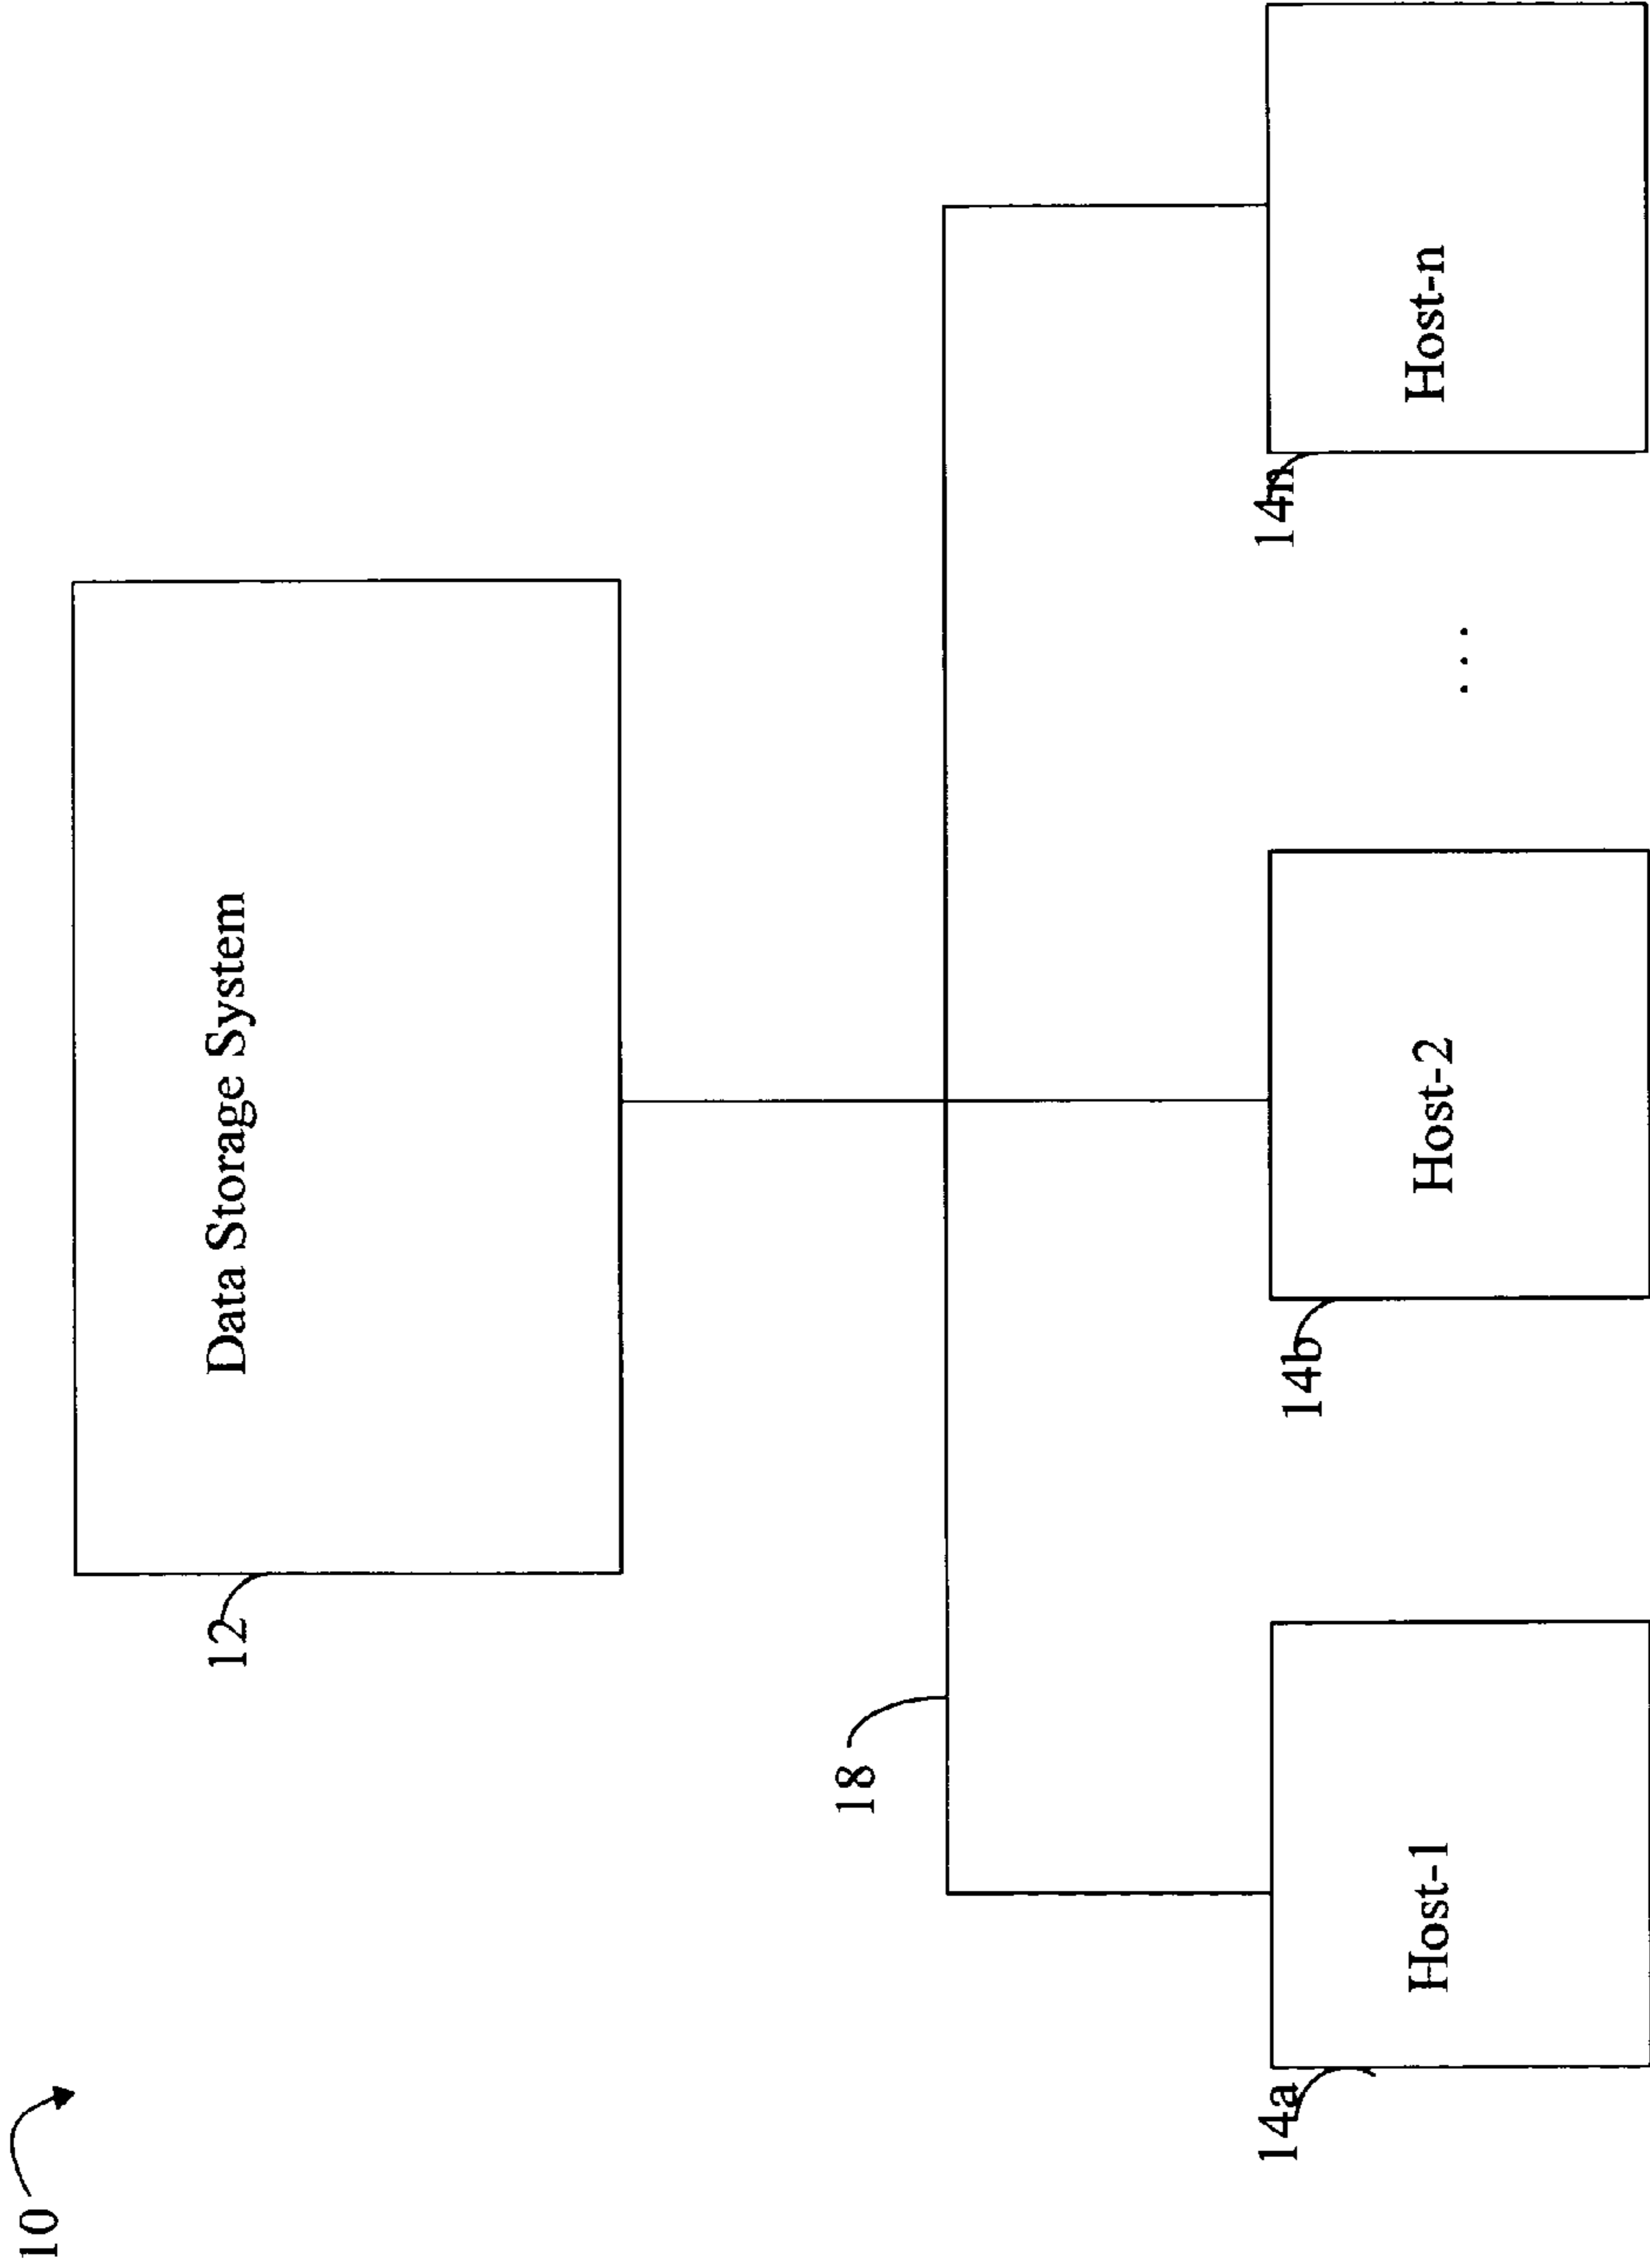 10
12
Data Storage System
18
14a
Host-1
14b
Host-2
. . .
14n
Host-n